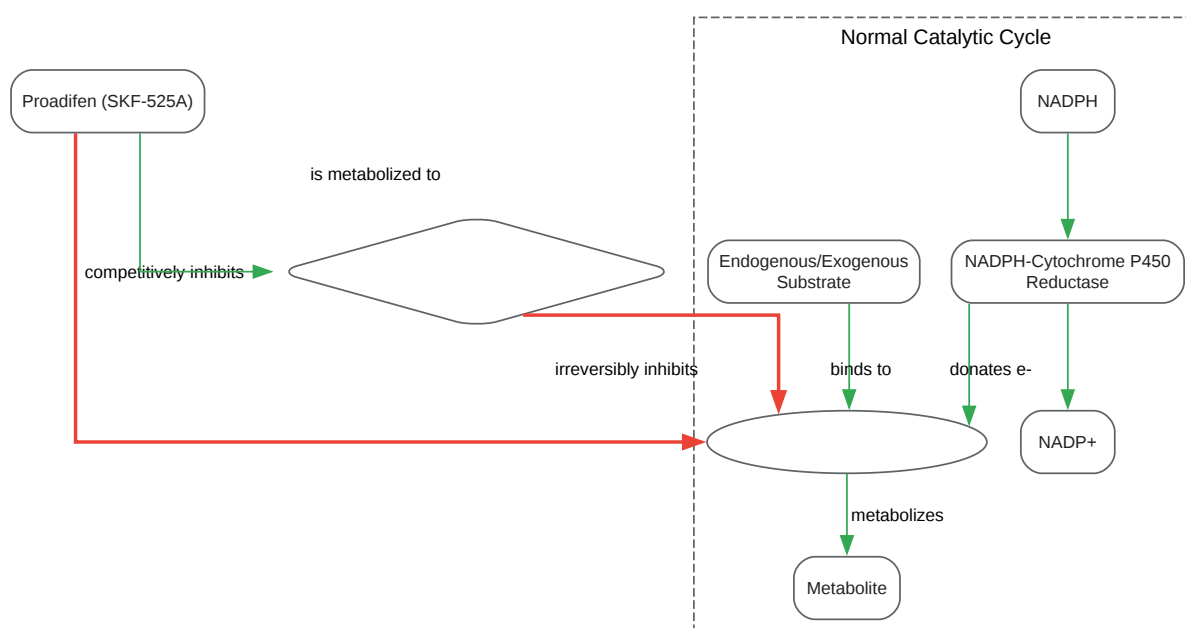 Normal Catalytic Cycle
Proadifen (SKF-525A)
NADPH
is metabolized to
competitively inhibits
Endogenous/Exogenous
Substrate
NADPH-Cytochrome P450
Reductase
irreversibly inhibits
binds to
donates e-
NADP+
metabolizes
Metabolite